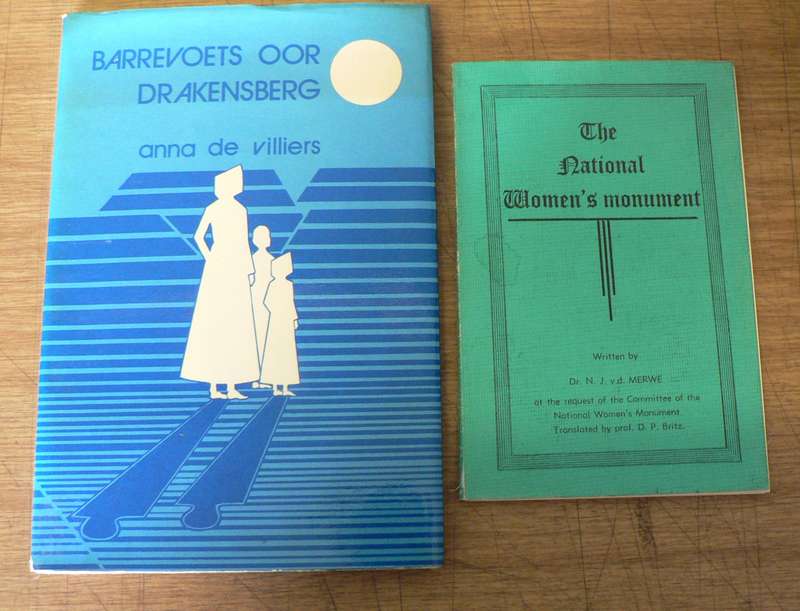 BARREVOETS OOR
DRAKENSBERG
anna de villiers
The
National
Women's monument
Written by
Dr. N. J. v.d. MERWE
at the request of the Committee of the
National Women's Monument
Translated by prof. D. P. Britz.